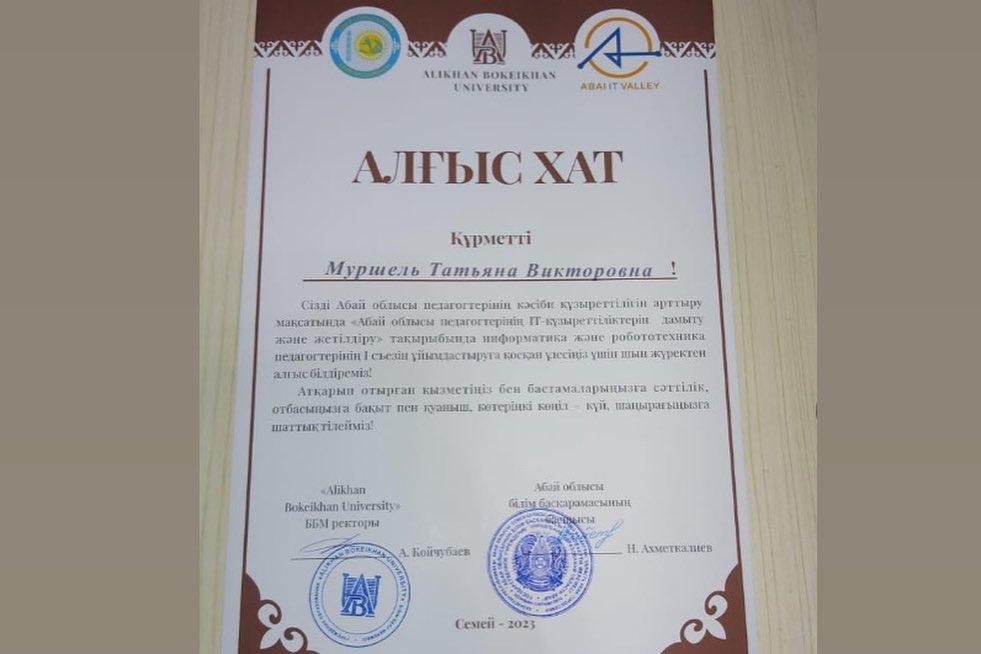 ALIKHAN BOKEIKHAN
UNIVERSITY
ABAI IT VALLEY
АЛҒЫС ХАТ
Құрметті
Муршель Татьяна Викторовна !
Сізді Абай облысы педагогтерінің кәсіби құзыреттілігін арттыру
мақсатында «Абай облысы педагогтерінің IT-құзыреттіліктерін дамыту
және жетілдіру» тақырыбында информатика және робототехника
педагогтерінің I съезін ұйымдастыруға қосқан үлесіңіз үшін шын жүректен
алғыс білдіреміз!
Атқарып отырған қызметіңіз бен бастамаларыңызға сәттілік,
отбасыңызға бақыт пен қуаныш, көтеріңкі көңіл – күй, шаңырағыңызға
шаттық тілейміз!
«Alikhan
Bokeikhan University»
ББМ ректоры
А. Койчубаев
Абай облысы
білім басқармасының
басшысы
Н. Ахметкалиев
Семей - 2023